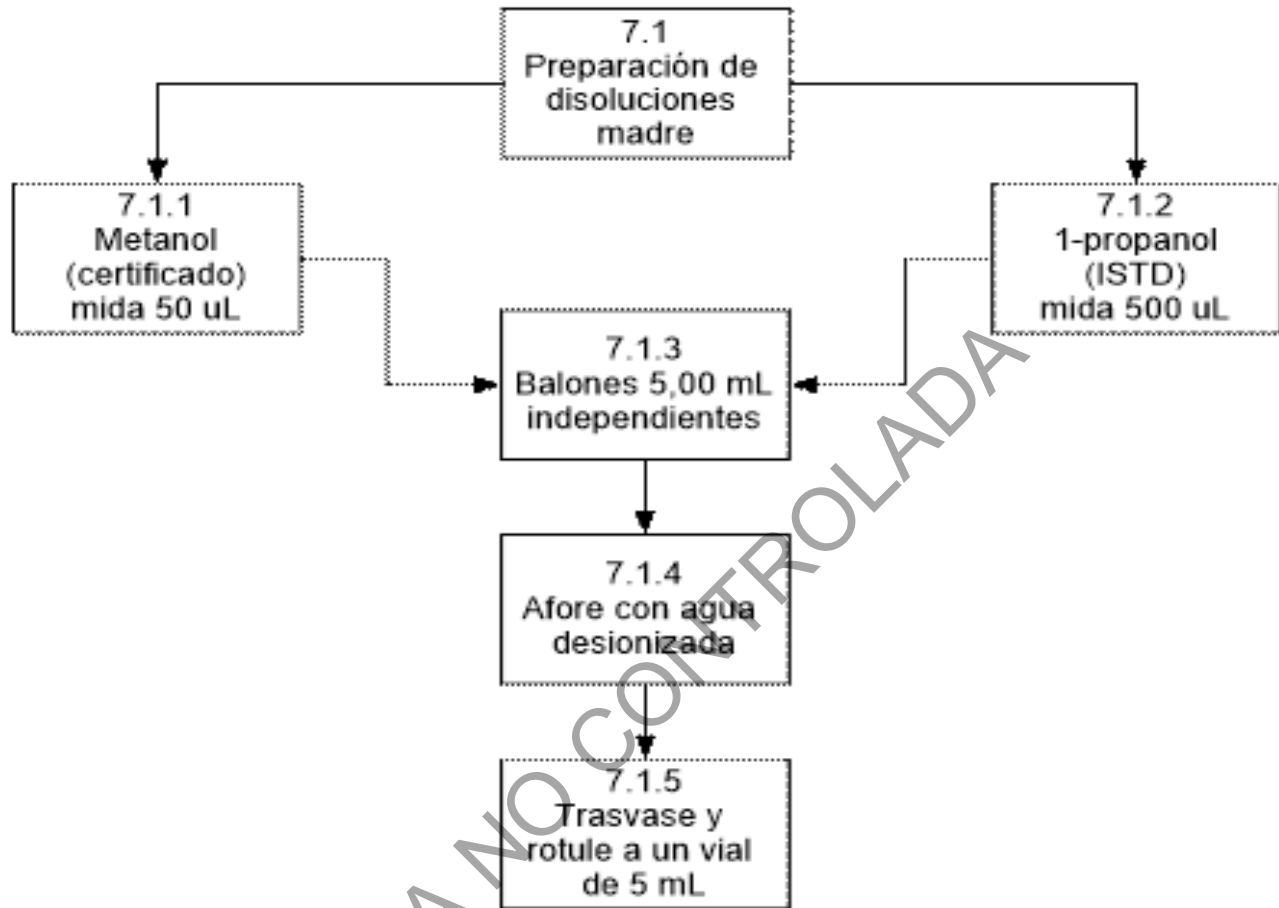 7.1
Preparación de
disoluciones
madre
7.1.1
Metanol
(certificado)
mida 50 uL
7.1.2
1-propanol
(ISTD)
mida 500 uL
7.1.3
Balones 5,00 mL
independientes
7.1.4
Afore con agua
desionizada
7.1.5
Trasvase y
rotule a un vial
de 5 mL
A NO CONTROLADA